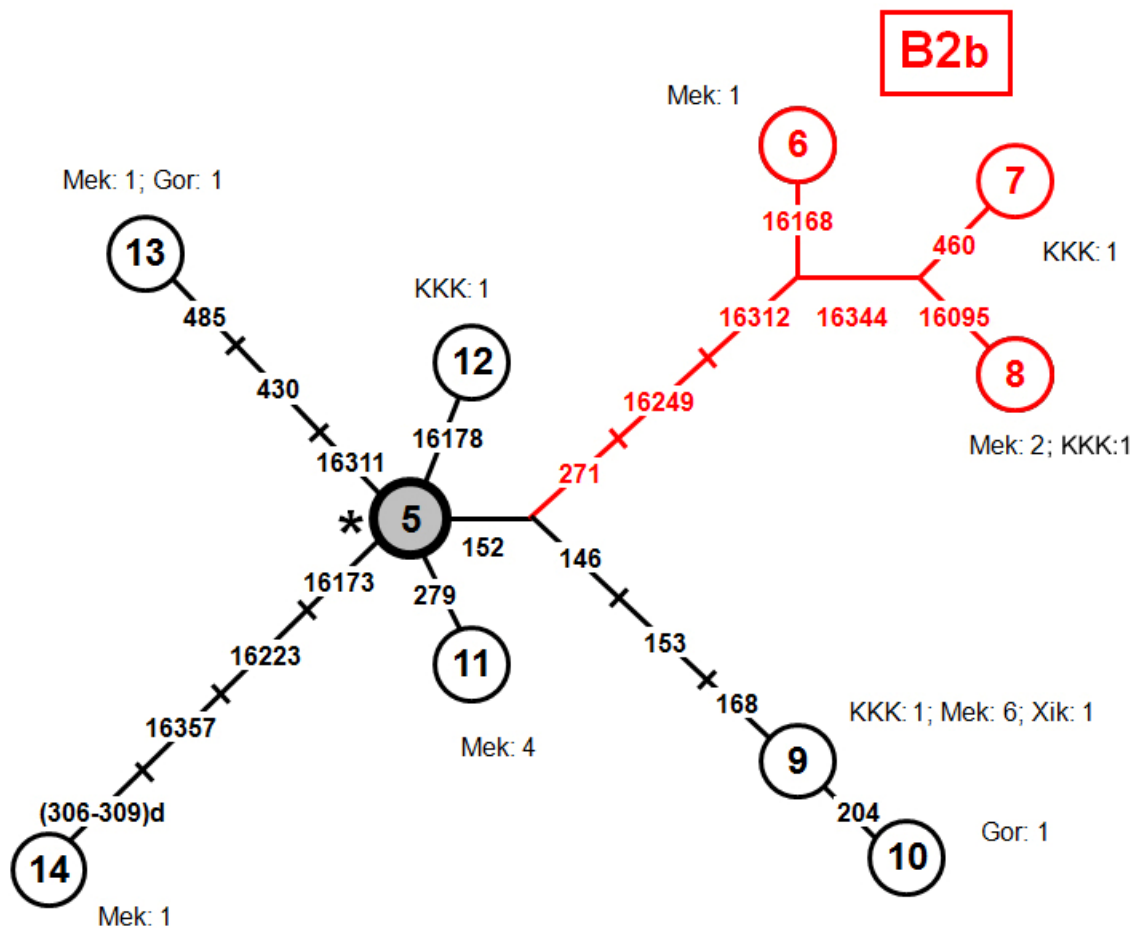 B2b
Mek: 1
6
7
Mek: 1; Gor: 1
16168
13
460
KKK: 1
KKK: 1
485
16312
16344
16095
12
8
430
16249
16178
Mek: 2; KKK:1
16311
271
*
5
152
146
16173
279
153
16223
11
168
KKK: 1; Mek: 6; Xik: 1
16357
Mek: 4
9
(306-309)d
204
Gor: 1
10
14
Mek: 1